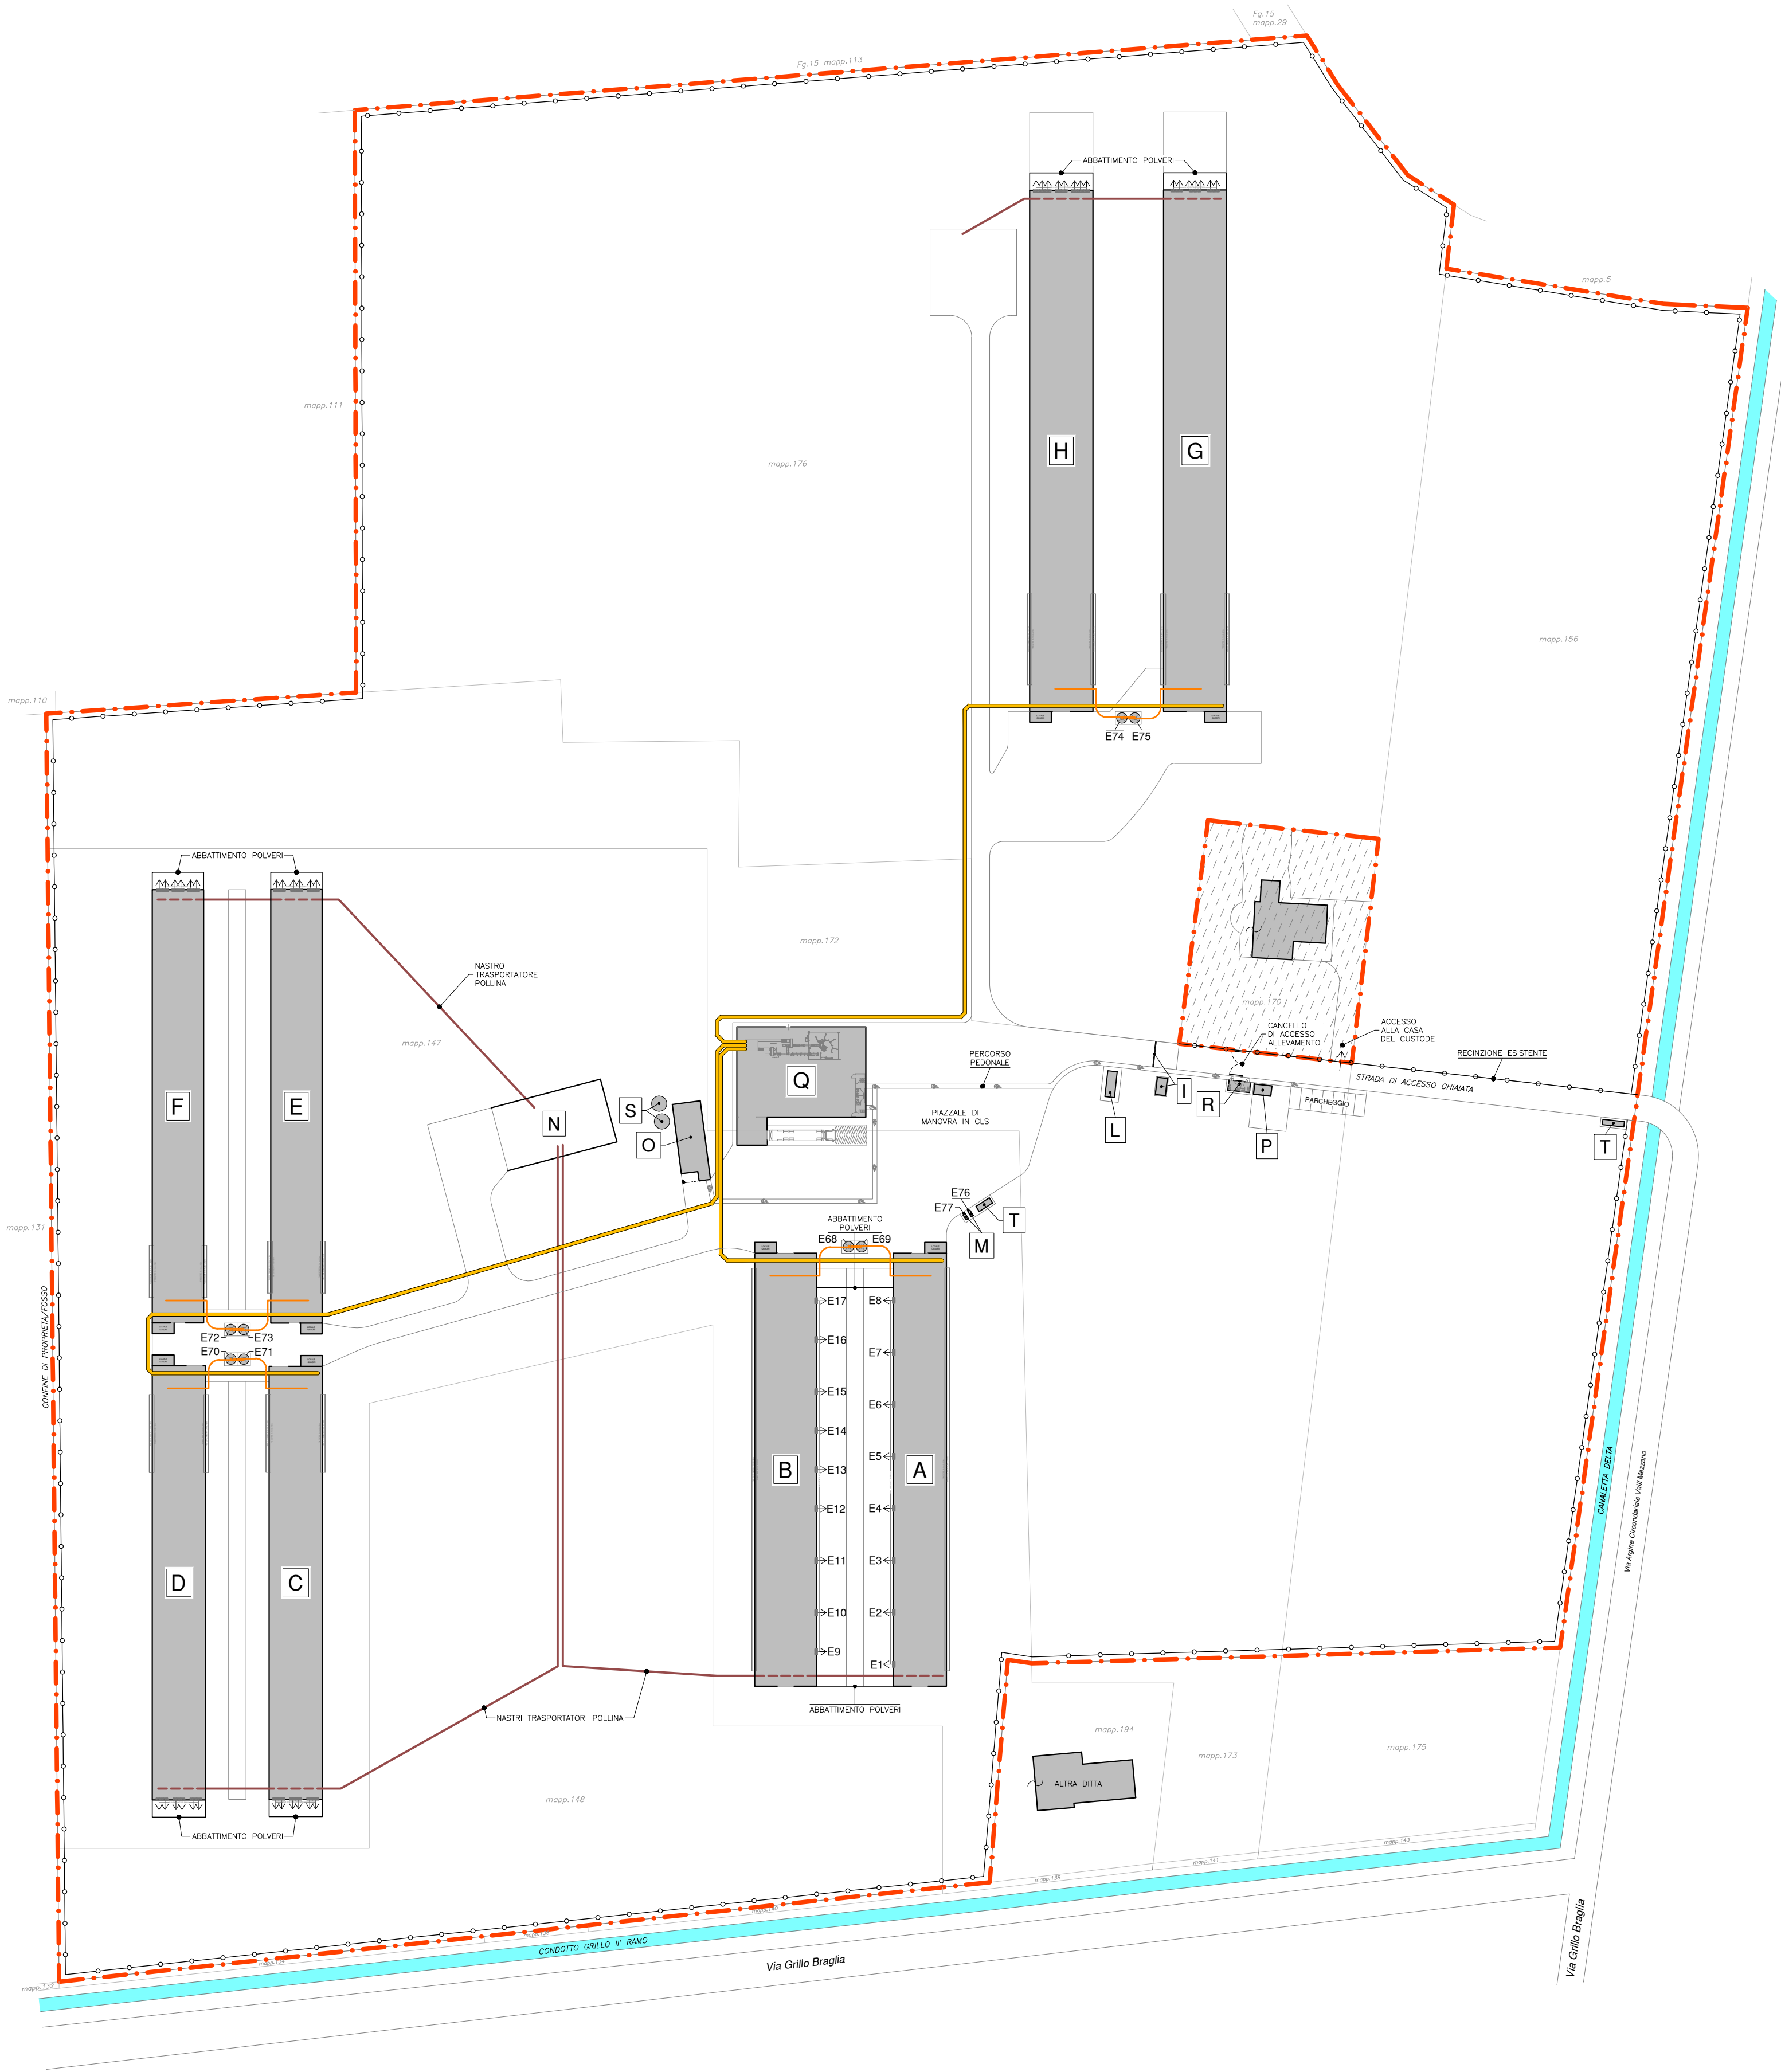 Fg.15
mapp.29
Fg.15 mapp.113
ABBATTIMENTO POLVERI
mapp.5
mapp.111
H
G
mapp.176
mapp.156
mapp.110
E74
E75
ABBATTIMENTO POLVERI
mapp.172
NASTRO
TRASPORTATORE
POLLINA
mapp.147
mapp.170
CANCELLO
DI ACCESSO
ALLEVAMENTO
ACCESSO
ALLA CASA
DEL CUSTODE
RECINZIONE ESISTENTE
PERCORSO
PEDONALE
STRADA DI ACCESSO GHIAIATA
PARCHEGGIO
F
E
N
S
O
Q
PIAZZALE DI
MANOVRA IN CLS
L
I
R
P
T
E76
E77
T
M
mapp.131
CONFINE DI PROPRIETA'/FOSSO
ABBATTIMENTO
POLVERI
E68
E69
E72
E73
E70
E71
E17
E8
E16
E7
E15
E6
E14
E5
E13
B
A
E12
E4
E11
E3
E10
E2
E9
E1
D
C
CANALETTA DELTA
Via Argine Circondariale Valli Mezzano
ABBATTIMENTO POLVERI
NASTRI TRASPORTATORI POLLINA
mapp.194
mapp.173
mapp.175
ALTRA DITTA
mapp.148
ABBATTIMENTO POLVERI
mapp.143
mapp.141
mapp.138
CONDOTTO GRILLO II° RAMO
Via Grillo Braglia
Via Grillo Braglia
mapp.132